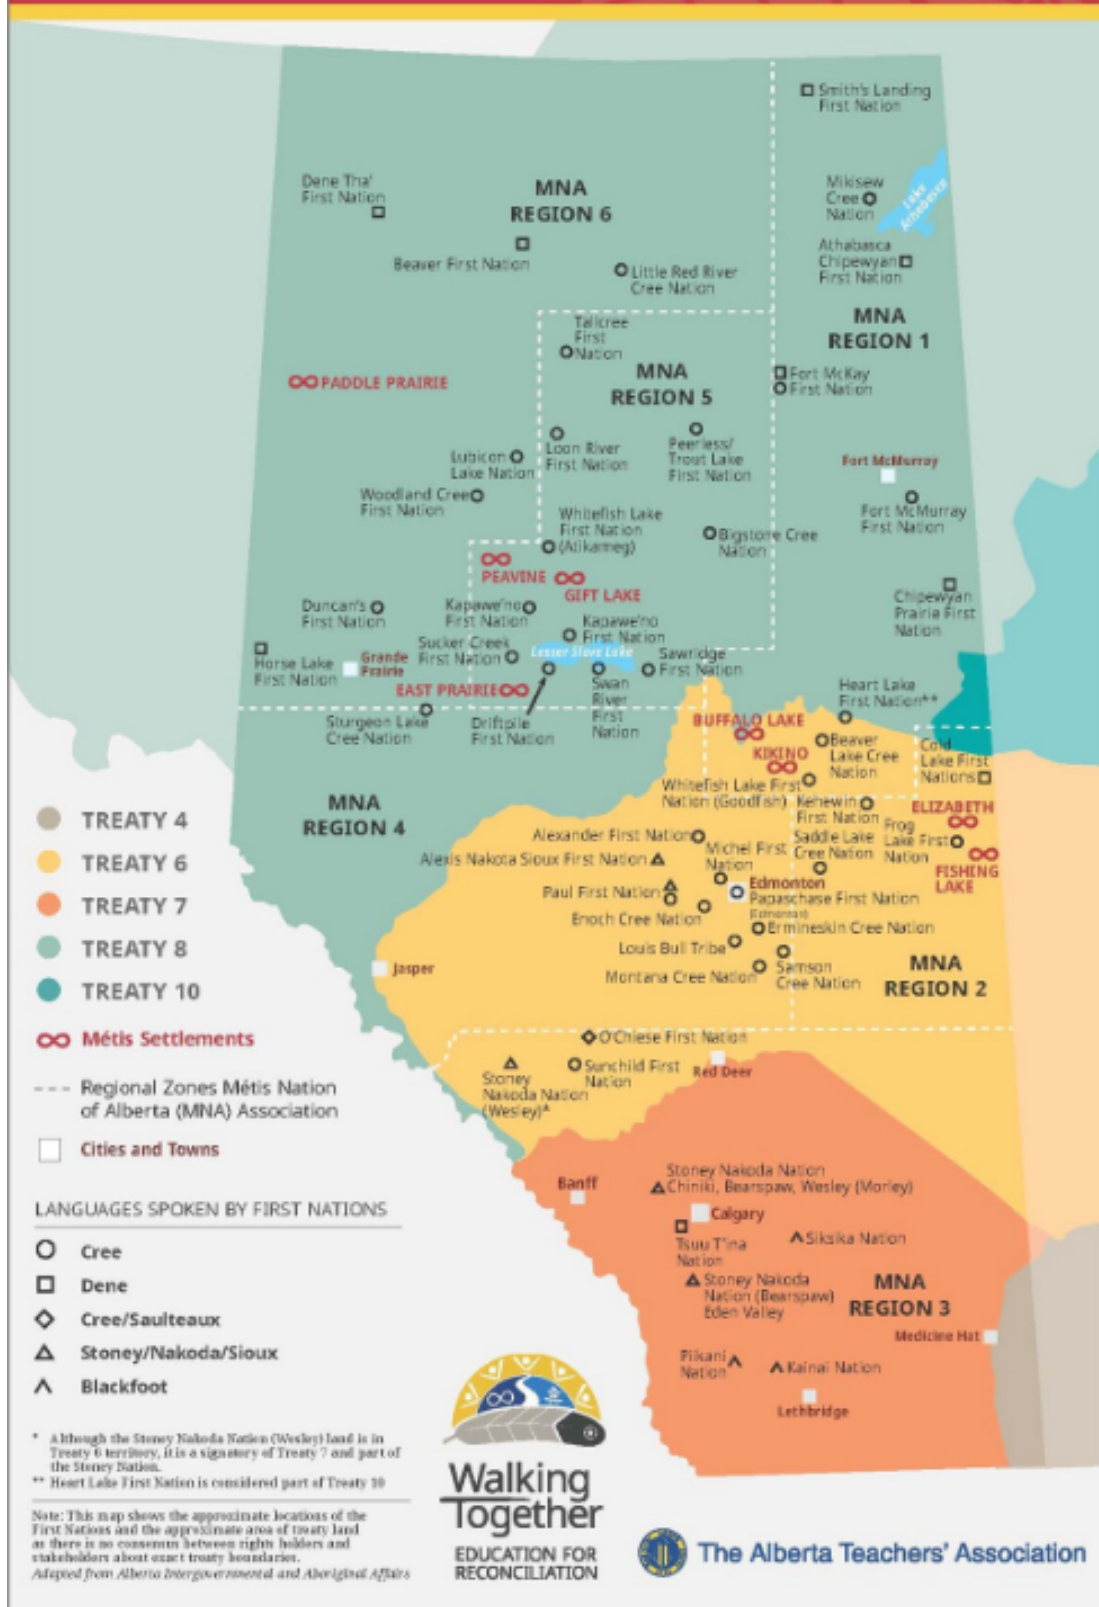 Smith's Landing
First Nation
Dene Tha'
First Nation
MNA
REGION 6
Mikisew
Cree
Nation
Lake
Athabasca
Beaver First Nation
Athabasca
Chipewyan
First Nation
Little Red River
Cree Nation
MNA
REGION 1
Tallcree
First
Nation
MNA
REGION 5
Fort McKay
First Nation
PADDLE PRAIRIE
Loon River
First Nation
Peerless/
Trout Lake
First Nation
Lubicon
Lake Nation
Fort McMurray
Woodland Cree
First Nation
Fort McMurray
First Nation
Whitefish Lake
First Nation
(Atikameg)
Bigstone Cree
Nation
PEAVINE
GIFT LAKE
Chipewyan
Prairie First
Nation
Duncan's
First Nation
Kapawe'no
First Nation
Kapawe'no
First Nation
Sucker Creek
First Nation
Lesser Slave Lake
Sawridge
First Nation
Horse Lake
First Nation
Grande
Prairie
EAST PRAIRIE
Swan
River
First
Nation
Heart Lake
First Nation**
Sturgeon Lake
Cree Nation
Driftpile
First Nation
BUFFALO LAKE
KIKINO
Beaver
Lake Cree
Nation
Cold
Lake First
Nations
Whitefish Lake First
Nation (Goodfish)
Kehewin
First Nation
ELIZABETH
MNA
REGION 4
Alexander First Nation
Michel First
Nation
Saddle Lake
Cree Nation
Frog
Lake First
Nation
Alexis Nakota Sioux First Nation
FISHING
LAKE
Paul First Nation
Edmonton
Papaschase First Nation
(Edmonton)
Enoch Cree Nation
Ermineskin Cree Nation
Louis Bull Tribe
Montana Cree Nation
Samson
Cree Nation
MNA
REGION 2
Jasper
O'Chiese First Nation
Sunchild First
Nation
Red Deer
Stoney
Nakoda Nation
(Wesley)*
Banff
Stoney Nakoda Nation
Chiniki, Bearspaw, Wesley (Morley)
Calgary
Tsuu T'ina
Nation
Siksika Nation
Stoney Nakoda
Nation (Bearspaw)
Eden Valley
MNA
REGION 3
Medicine Hat
Piikani
Nation
Kainai Nation
Lethbridge
TREATY 4
TREATY 6
TREATY 7
TREATY 8
TREATY 10
Métis Settlements
Regional Zones Métis Nation
of Alberta (MNA) Association
Cities and Towns
LANGUAGES SPOKEN BY FIRST NATIONS
Cree
Dene
Cree/Saulteaux
Stoney/Nakoda/Sioux
Blackfoot
* Although the Stoney Nakoda Nation (Wesley) land is in
Treaty 6 territory, it is a signatory of Treaty 7 and part of
the Stoney Nation.
** Heart Lake First Nation is considered part of Treaty 10
Note: This map shows the approximate locations of the
First Nations and the approximate area of treaty land
as there is no consensus between rights holders and
stakeholders about exact treaty boundaries.
Adapted from Alberta Intergovernmental and Aboriginal Affairs
Walking
Together
EDUCATION FOR
RECONCILIATION
The Alberta Teachers' Association